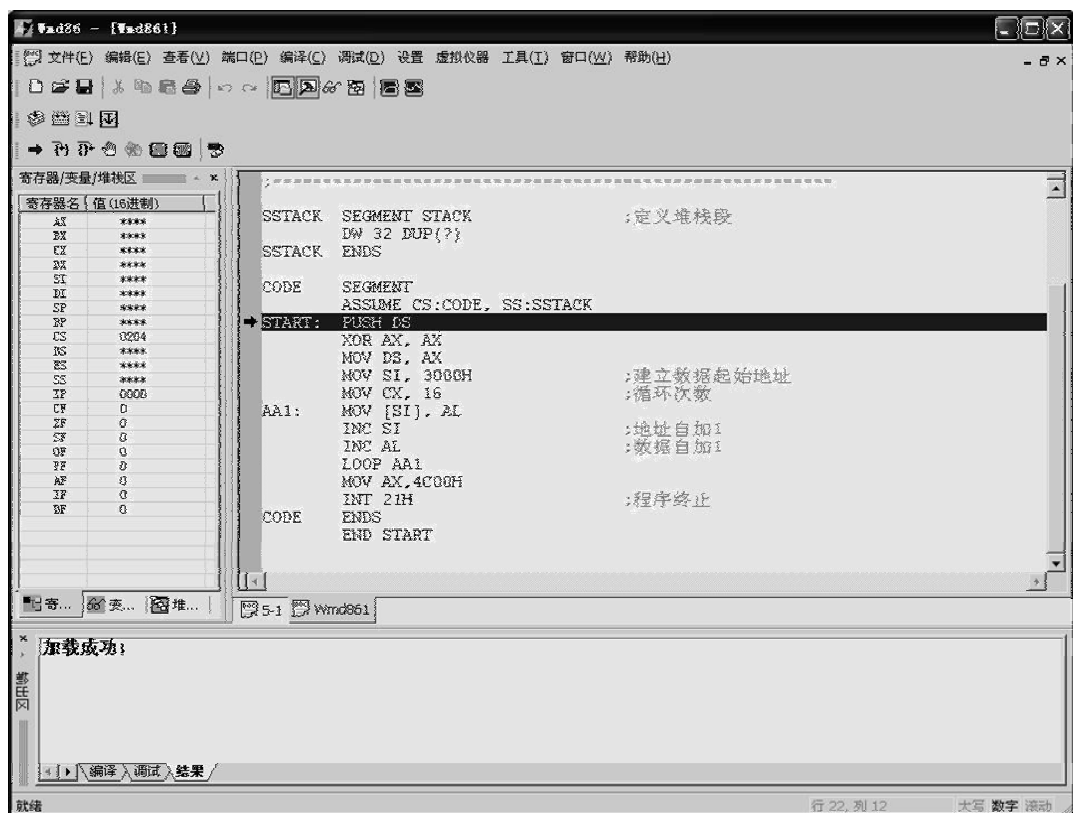 Wmd86 - [Wmd861]
文件(F) 编辑(E) 查看(V) 端口(P) 编译(C) 调试(D) 设置 虚拟仪器 工具(T) 窗口(W) 帮助(H)
寄存器/变量/堆栈区
寄存器名 值(16进制)
AX ****
BX ****
CX ****
DX ****
SI ****
DI ****
SP ****
BP ****
CS 0204
DS ****
ES ****
SS ****
IP 0000
CF 0
ZF 0
SF 0
OF 0
PF 0
AF 0
IF 0
DF 0
寄... 变... 堆...
SSTACK SEGMENT STACK ;定义堆栈段
DW 32 DUP(?)
SSTACK ENDS
CODE SEGMENT
ASSUME CS:CODE, SS:SSTACK
START: PUSH DS
XOR AX, AX
MOV DS, AX
MOV SI, 3000H ;建立数据起始地址
MOV CX, 16 ;循环次数
AA1: MOV [SI], AL
INC SI ;地址自加1
INC AL ;数据自加1
LOOP AA1
MOV AX,4C00H
INT 21H ;程序终止
CODE ENDS
END START
5-1 Wmd861
加载成功!
输出区
编译 调试 结果
就绪
行 22, 列 12 大写 数字 滚动